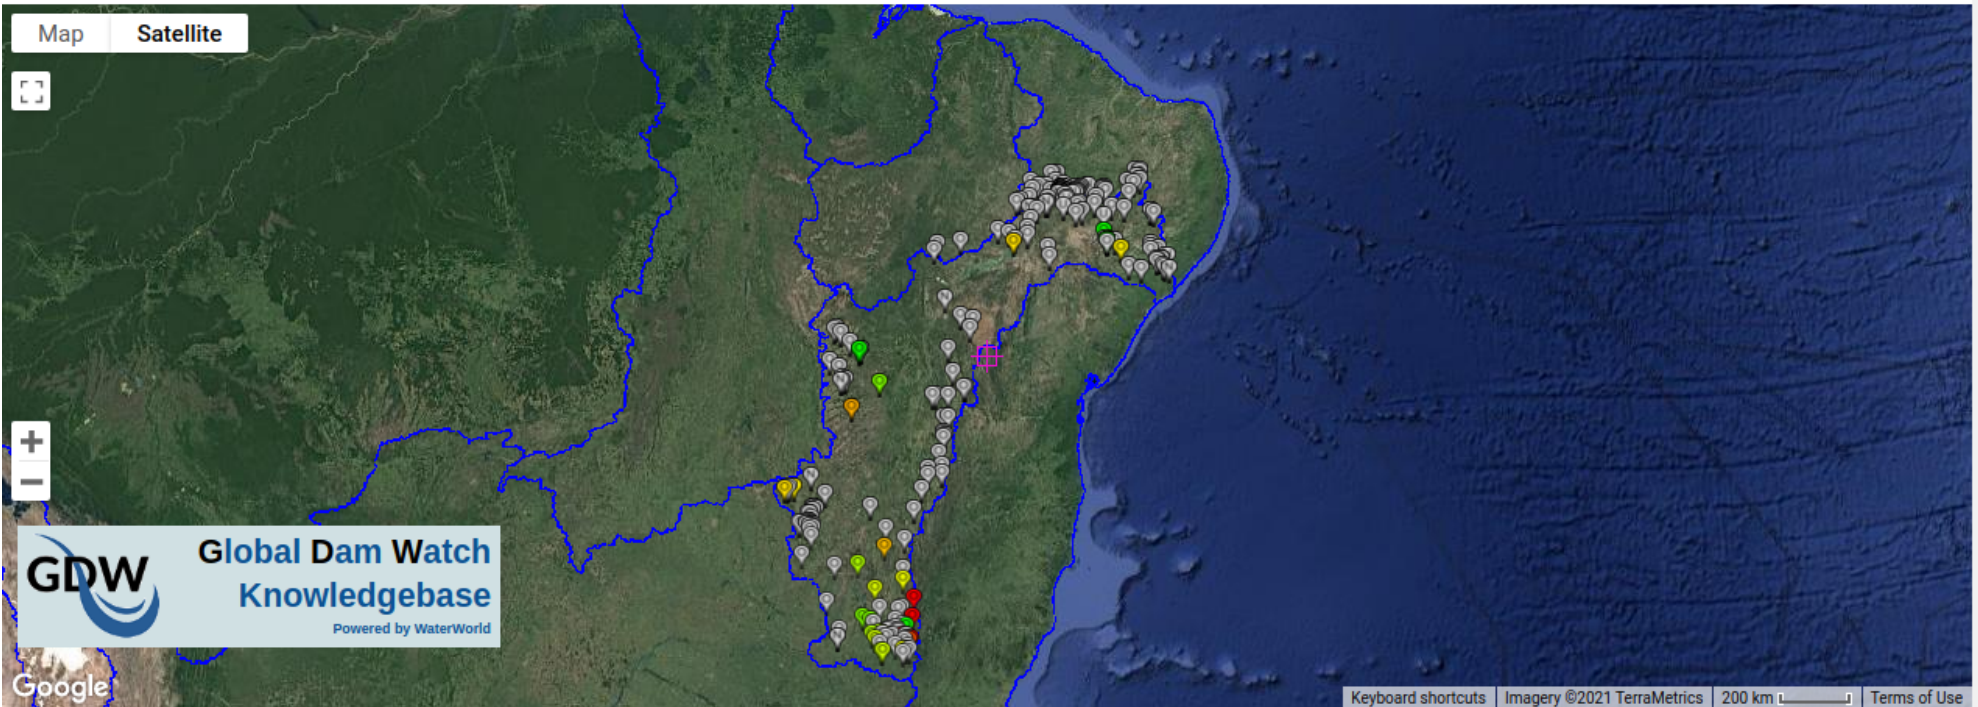 Map
Satellite
GDW
Global Dam Watch
Knowledgebase
Powered by WaterWorld
Google
Keyboard shortcuts
Imagery ©2021 TerraMetrics
200 km
Terms of Use